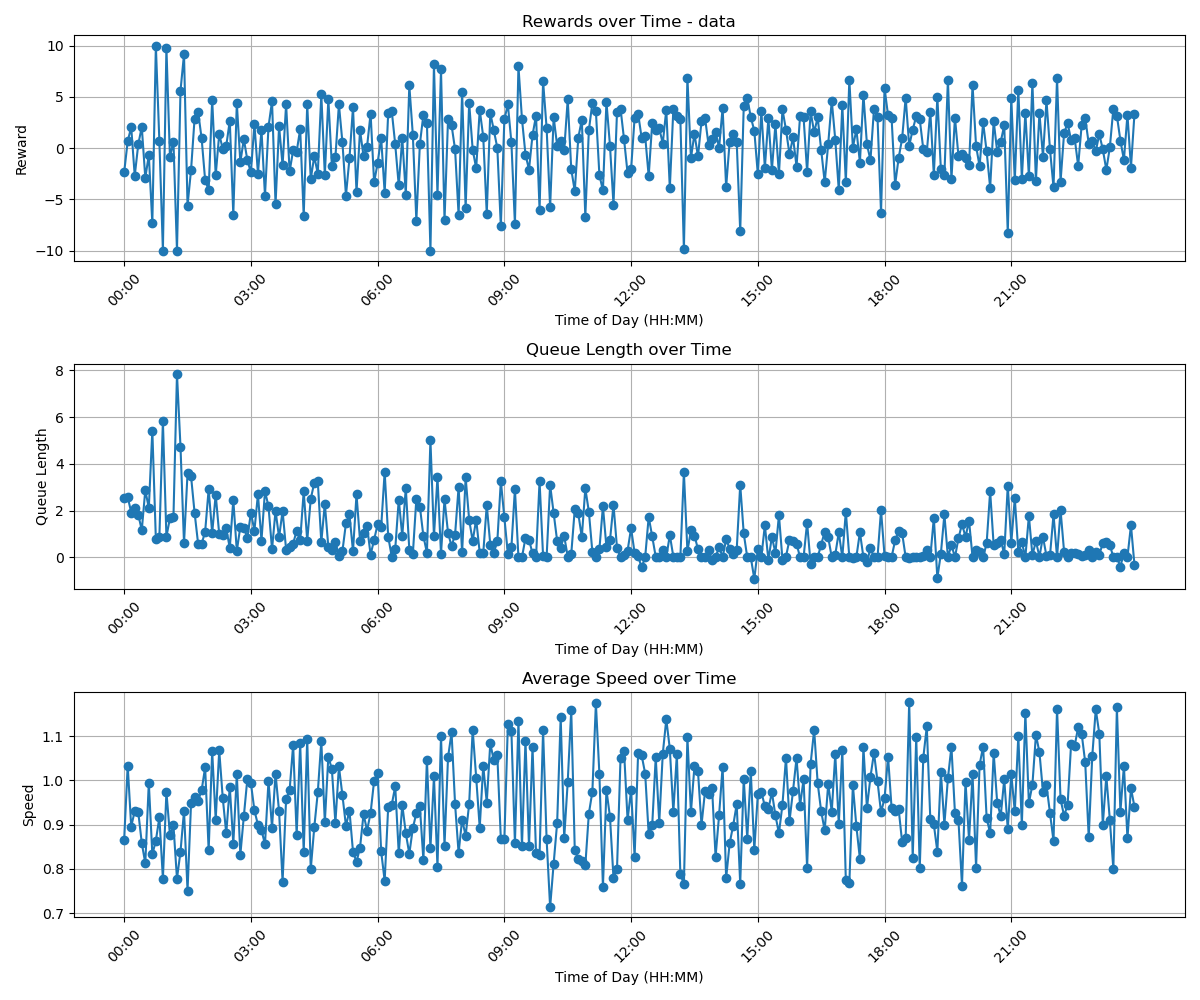 Rewards over Time - data
Reward
10
5
0
−5
−10
00:00 03:00 06:00 09:00 12:00 15:00 18:00 21:00
Time of Day (HH:MM)
Queue Length over Time
Queue Length
8
6
4
2
0
00:00 03:00 06:00 09:00 12:00 15:00 18:00 21:00
Time of Day (HH:MM)
Average Speed over Time
Speed
1.1
1.0
0.9
0.8
0.7
00:00 03:00 06:00 09:00 12:00 15:00 18:00 21:00
Time of Day (HH:MM)